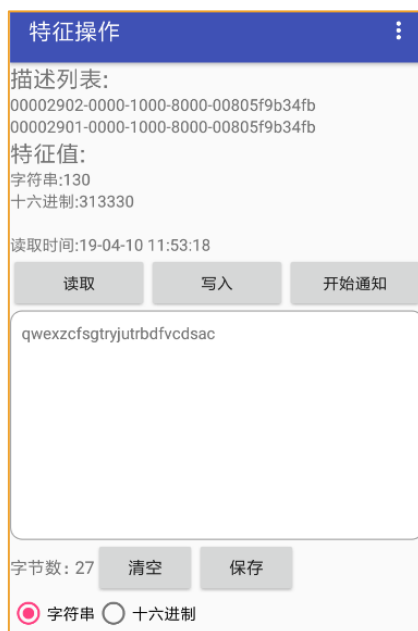 特征操作
描述列表:
00002902-0000-1000-8000-00805f9b34fb
00002901-0000-1000-8000-00805f9b34fb
特征值:
字符串:130
十六进制:313330
读取时间:19-04-10 11:53:18
读取 写入 开始通知
qwexzcfsgtryjutrbdfvcdsac
字节数: 27 清空 保存
字符串 十六进制